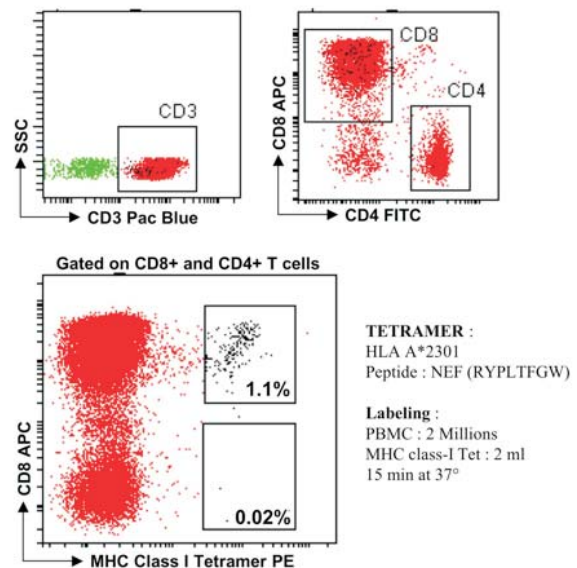 CD3
SSC
CD3 Pac Blue
CD8
CD4
CD8 APC
CD4 FITC
Gated on CD8+ and CD4+ T cells
1.1%
0.02%
CD8 APC
MHC Class I Tetramer PE
TETRAMER :
HLA A*2301
Peptide : NEF (RYPLTFGW)
Labeling :
PBMC : 2 Millions
MHC class-I Tet : 2 ml
15 min at 37°